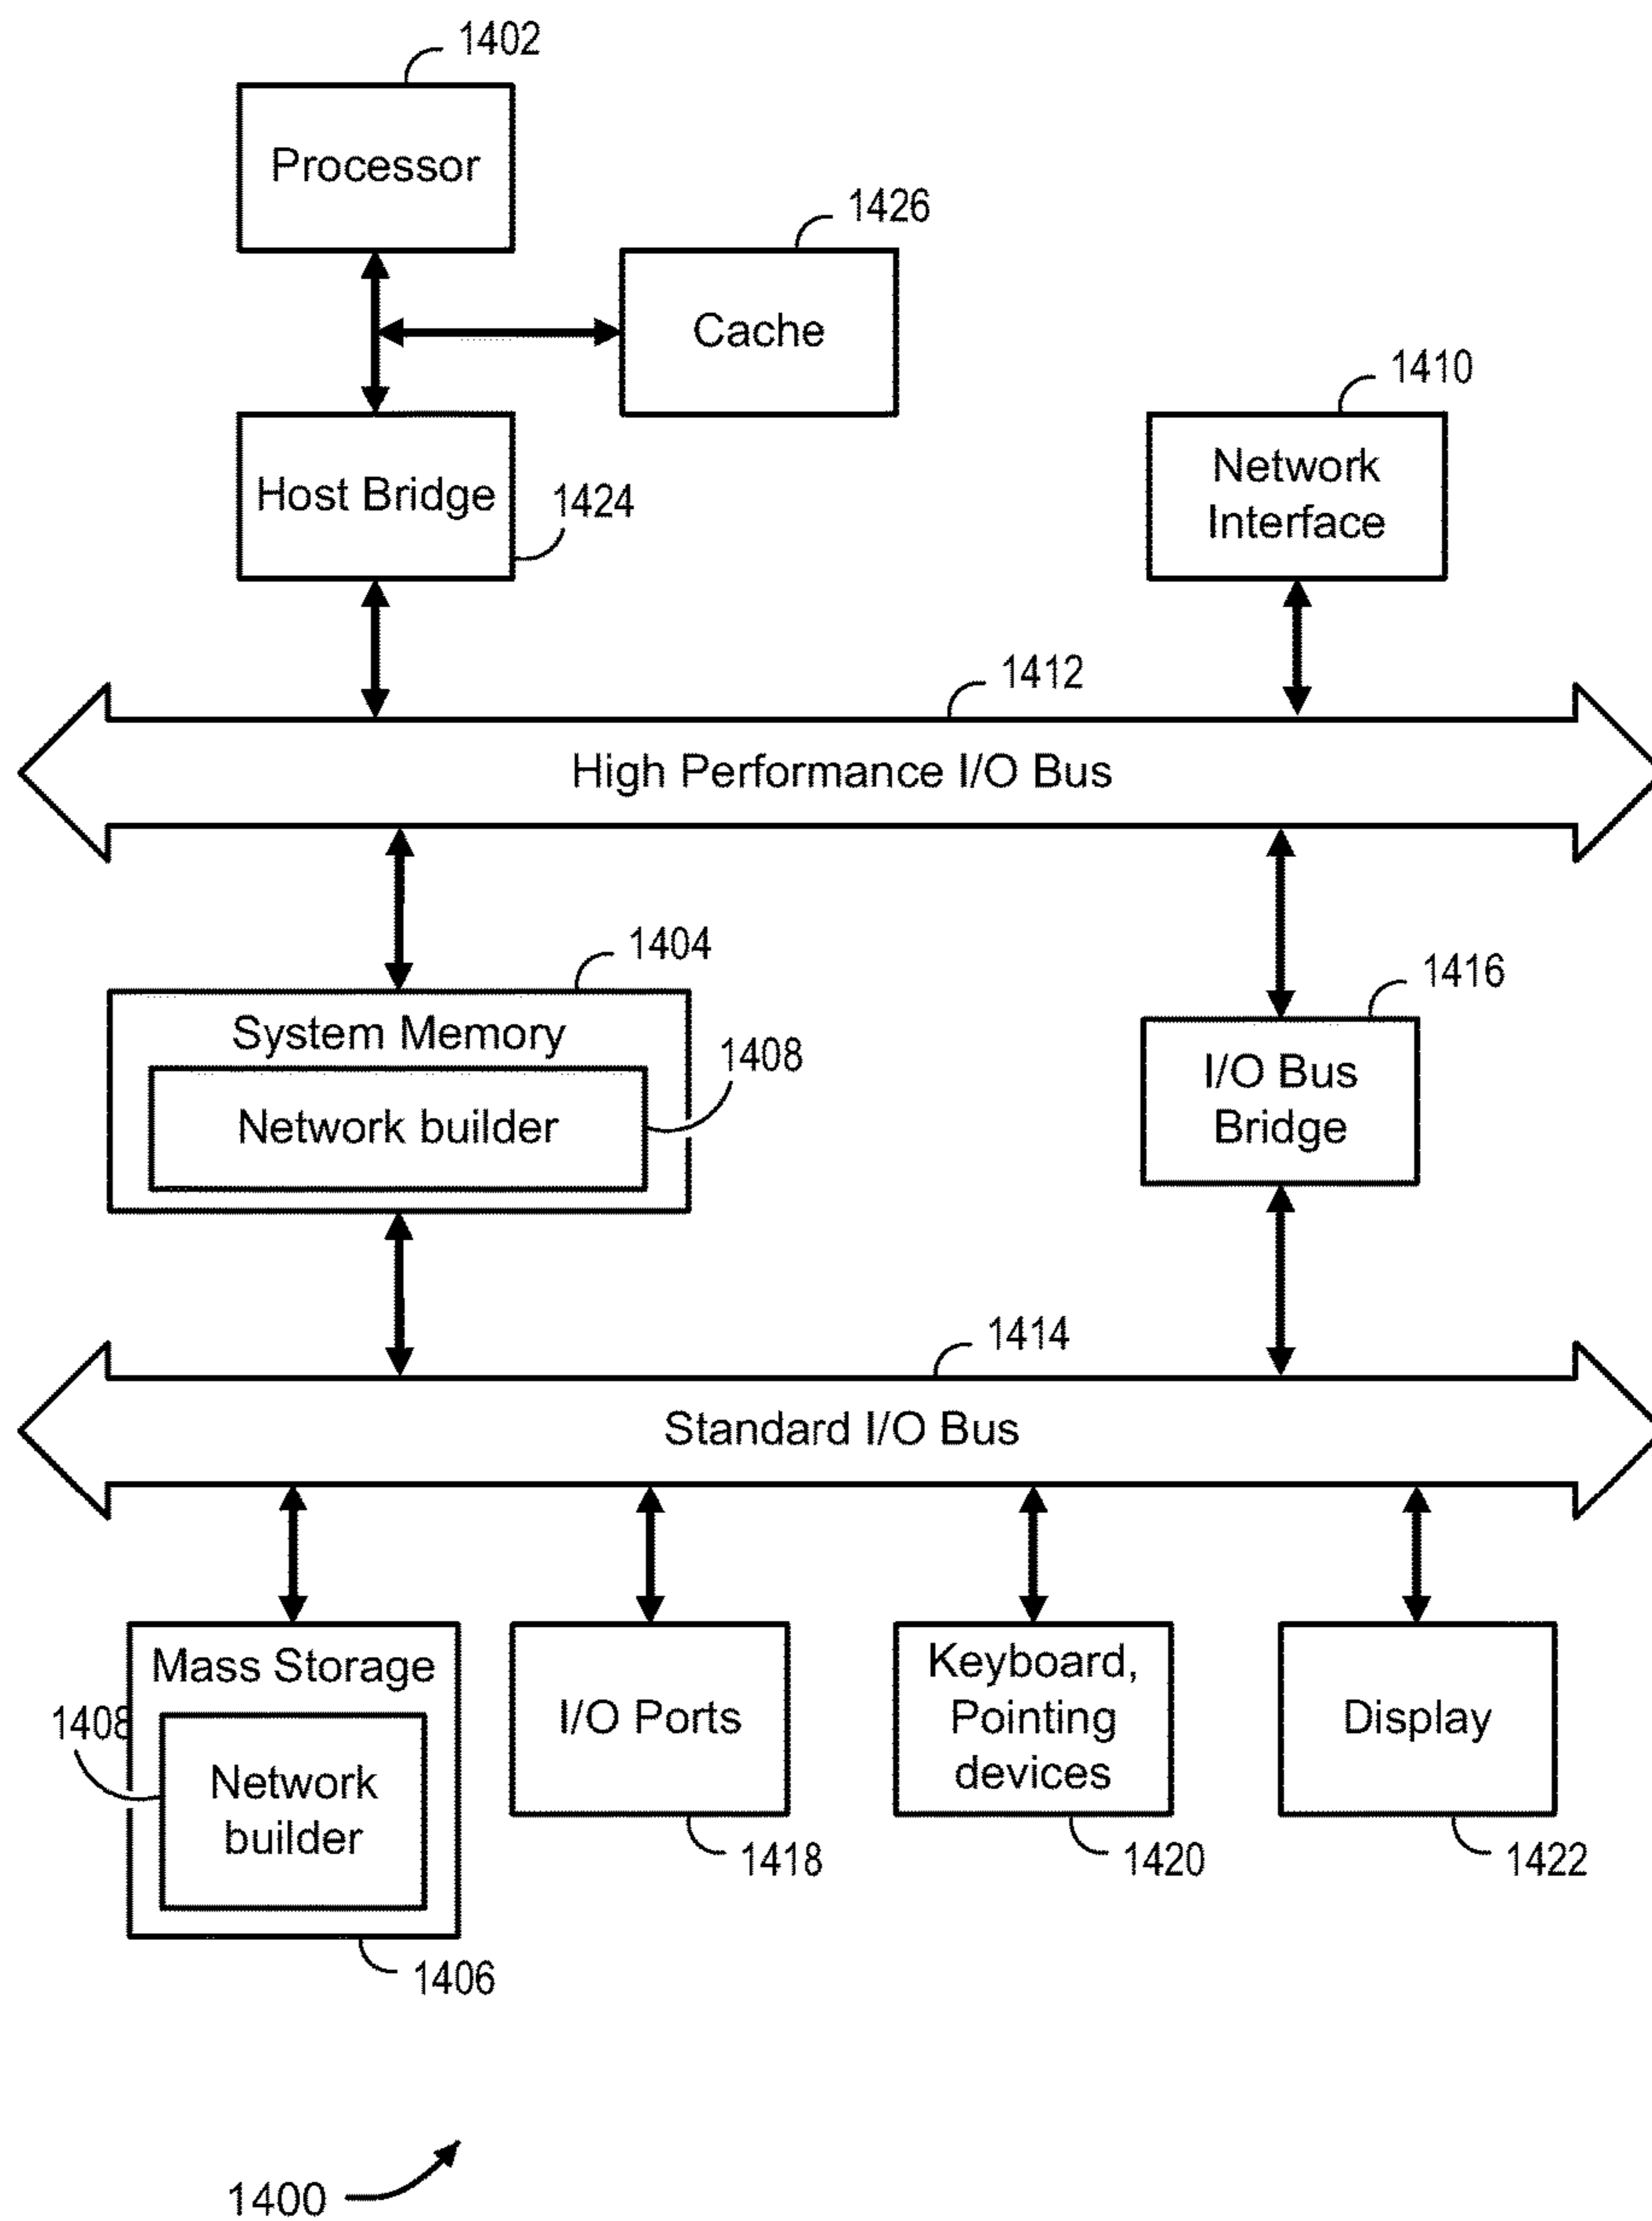 1402
Processor
1426
Cache
1410
Host Bridge
1424
Network
Interface
1412
High Performance I/O Bus
1404
System Memory
1408
Network builder
1416
I/O Bus
Bridge
1414
Standard I/O Bus
Mass Storage
1408
Network
builder
1406
I/O Ports
1418
Keyboard,
Pointing
devices
1420
Display
1422
1400